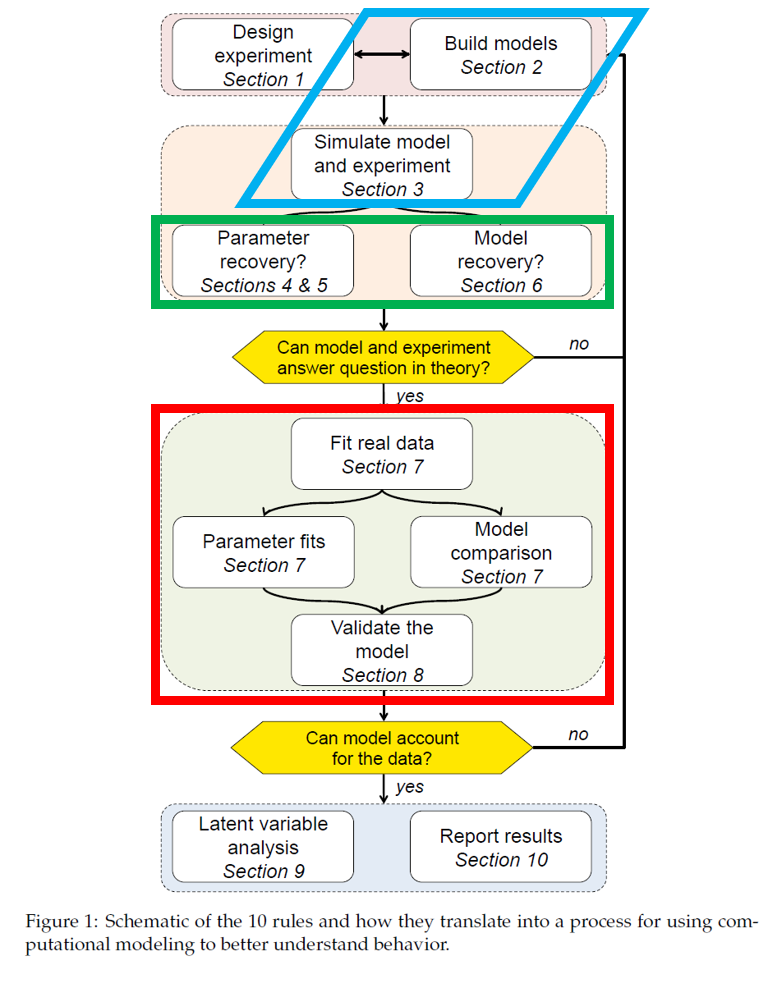 Design
experiment
Section 1
Build models
Section 2
Simulate model
and experiment
Section 3
Parameter
recovery?
Sections 4 & 5
Model
recovery?
Section 6
Can model and experiment
answer question in theory?
no
yes
Fit real data
Section 7
Parameter fits
Section 7
Model
comparison
Section 7
Validate the
model
Section 8
Can model account
for the data?
no
yes
Latent variable
analysis
Section 9
Report results
Section 10
Figure 1: Schematic of the 10 rules and how they translate into a process for using com-
putational modeling to better understand behavior.